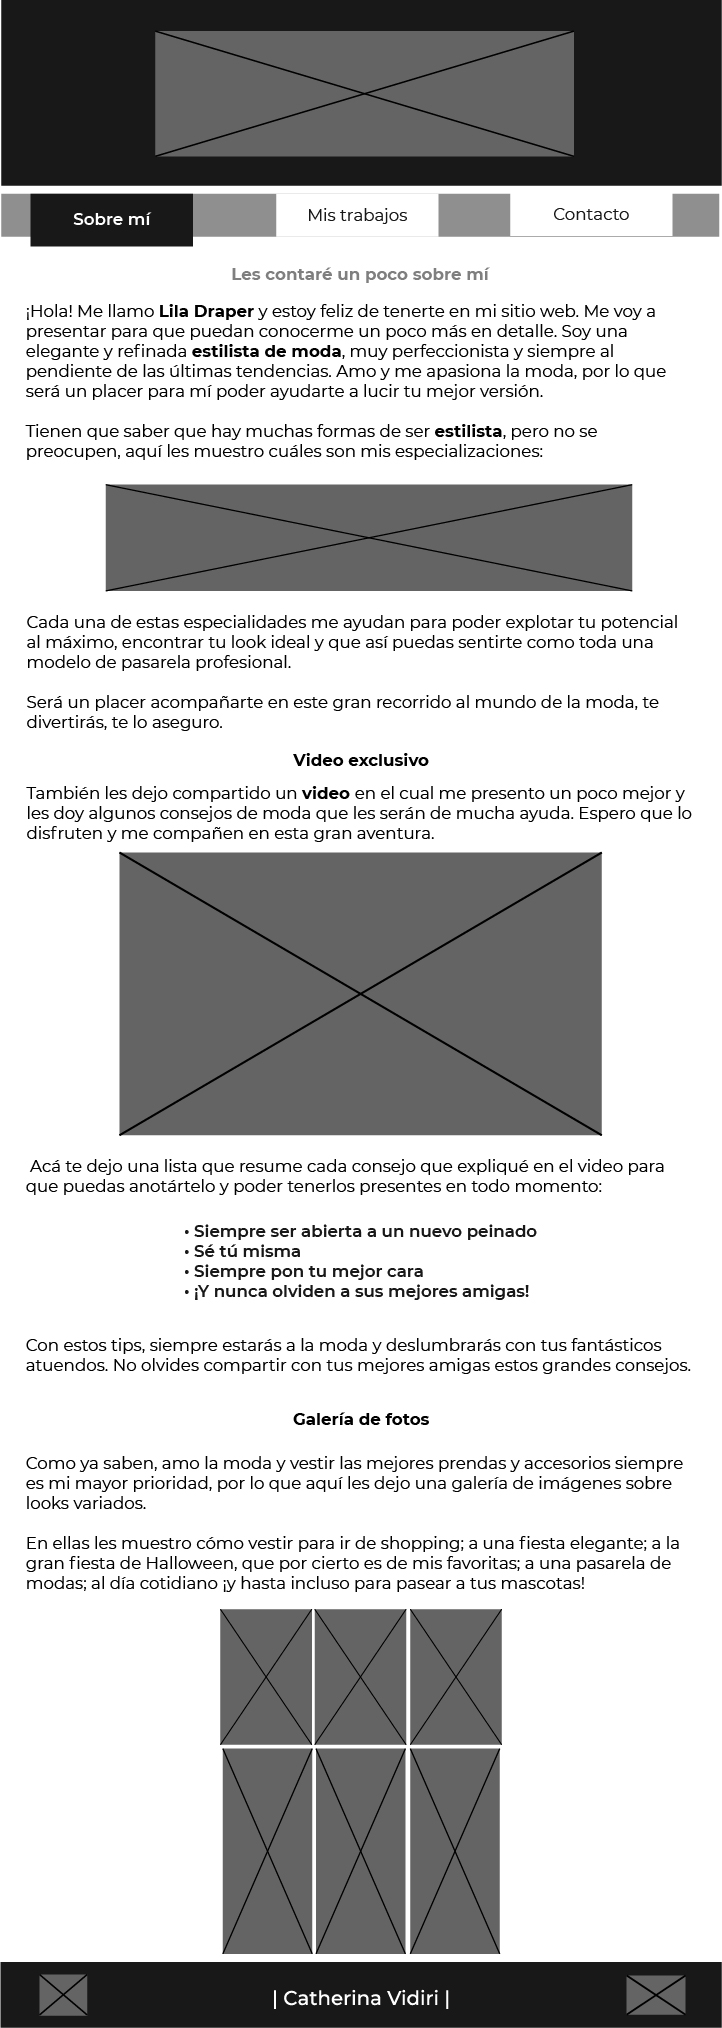 Sobre mí
Mis trabajos
Contacto
Les contaré un poco sobre mí
¡Hola! Me llamo Lila Draper y estoy feliz de tenerte en mi sitio web. Me voy a
presentar para que puedan conocerme un poco más en detalle. Soy una
elegante y refinada estilista de moda, muy perfeccionista y siempre al
pendiente de las últimas tendencias. Amo y me apasiona la moda, por lo que
será un placer para mí poder ayudarte a lucir tu mejor versión.
Tienen que saber que hay muchas formas de ser estilista, pero no se
preocupen, aquí les muestro cuáles son mis especializaciones:
Cada una de estas especialidades me ayudan para poder explotar tu potencial
al máximo, encontrar tu look ideal y que así puedas sentirte como toda una
modelo de pasarela profesional.
Será un placer acompañarte en este gran recorrido al mundo de la moda, te
divertirás, te lo aseguro.
Video exclusivo
También les dejo compartido un video en el cual me presento un poco mejor y
les doy algunos consejos de moda que les serán de mucha ayuda. Espero que lo
disfruten y me compañen en esta gran aventura.
Acá te dejo una lista que resume cada consejo que expliqué en el video para
que puedas anotártelo y poder tenerlos presentes en todo momento:
• Siempre ser abierta a un nuevo peinado
• Sé tú misma
• Siempre pon tu mejor cara
• ¡Y nunca olviden a sus mejores amigas!
Con estos tips, siempre estarás a la moda y deslumbrarás con tus fantásticos
atuendos. No olvides compartir con tus mejores amigas estos grandes consejos.
Galería de fotos
Como ya saben, amo la moda y vestir las mejores prendas y accesorios siempre
es mi mayor prioridad, por lo que aquí les dejo una galería de imágenes sobre
looks variados.
En ellas les muestro cómo vestir para ir de shopping; a una fiesta elegante; a la
gran fiesta de Halloween, que por cierto es de mis favoritas; a una pasarela de
modas; al día cotidiano ¡y hasta incluso para pasear a tus mascotas!
| Catherina Vidiri |